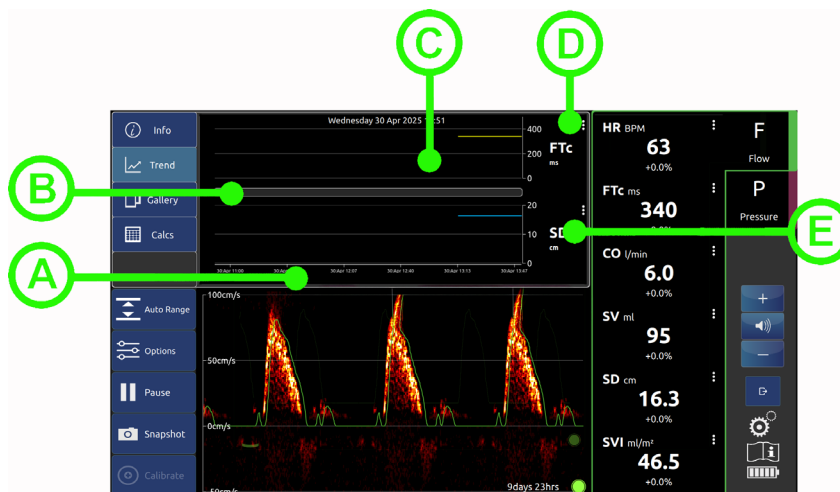 C
D
B
A
E
Info
Trend
Gallery
Calcs
Auto Range
Options
Pause
Snapshot
Calibrate
Wednesday 30 Apr 2025 :51
400
200
0
FTc
ms
20
10
0
SD
cm
30 Apr 11:00
30 Apr
12:07
30 Apr 12:40
30 Apr 13:13
30 Apr 13:47
100cm/s
50cm/s
0cm/s
-50cm/s
9days 23hrs
HR BPM
63
+0.0%
FTc ms
340
CO l/min
6.0
+0.0%
SV ml
95
+0.0%
SD cm
16.3
+0.0%
SVI ml/m²
46.5
+0.0%
F
Flow
P
Pressure
+
−